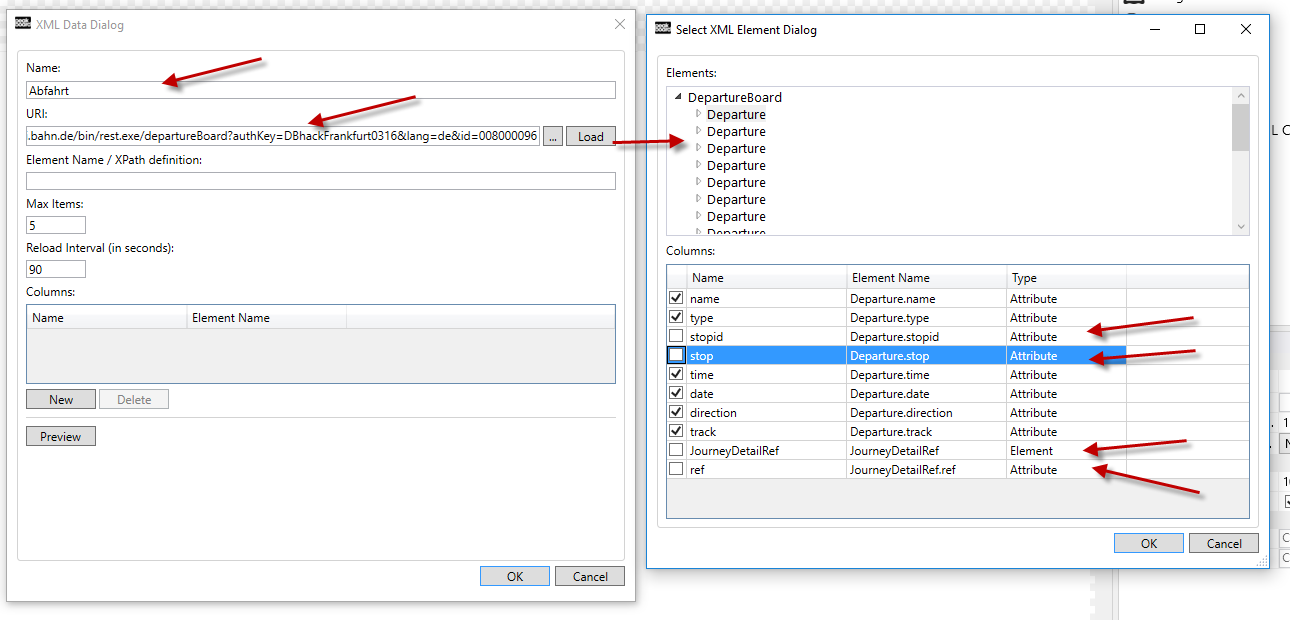 XML Data Dialog
Name:
Abfahrt
URI:
.bahn.de/bin/rest.exe/departureBoard?authKey=DBhackFrankfurt0316&lang=de&id=008000096
...
Load
Element Name / XPath definition:
Max Items:
5
Reload Interval (in seconds):
90
Columns:
Name Element Name
New Delete
Preview
OK Cancel
Select XML Element Dialog
Elements:
DepartureBoard
Departure
Departure
Departure
Departure
Departure
Departure
Departure
Departure
Columns:
Name Element Name Type
name Departure.name Attribute
type Departure.type Attribute
stopid Departure.stopid Attribute
stop Departure.stop Attribute
time Departure.time Attribute
date Departure.date Attribute
direction Departure.direction Attribute
track Departure.track Attribute
JourneyDetailRef JourneyDetailRef Element
ref JourneyDetailRef.ref Attribute
OK Cancel